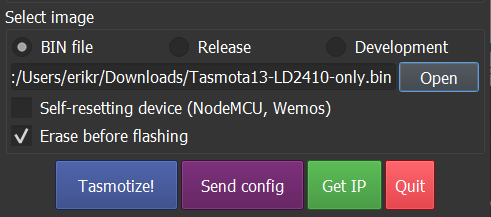 Select image
BIN file Release Development
:/Users/erikr/Downloads/Tasmota13-LD2410-only.bin Open
Self-resetting device (NodeMCU, Wemos)
Erase before flashing
Tasmotize! Send config Get IP Quit